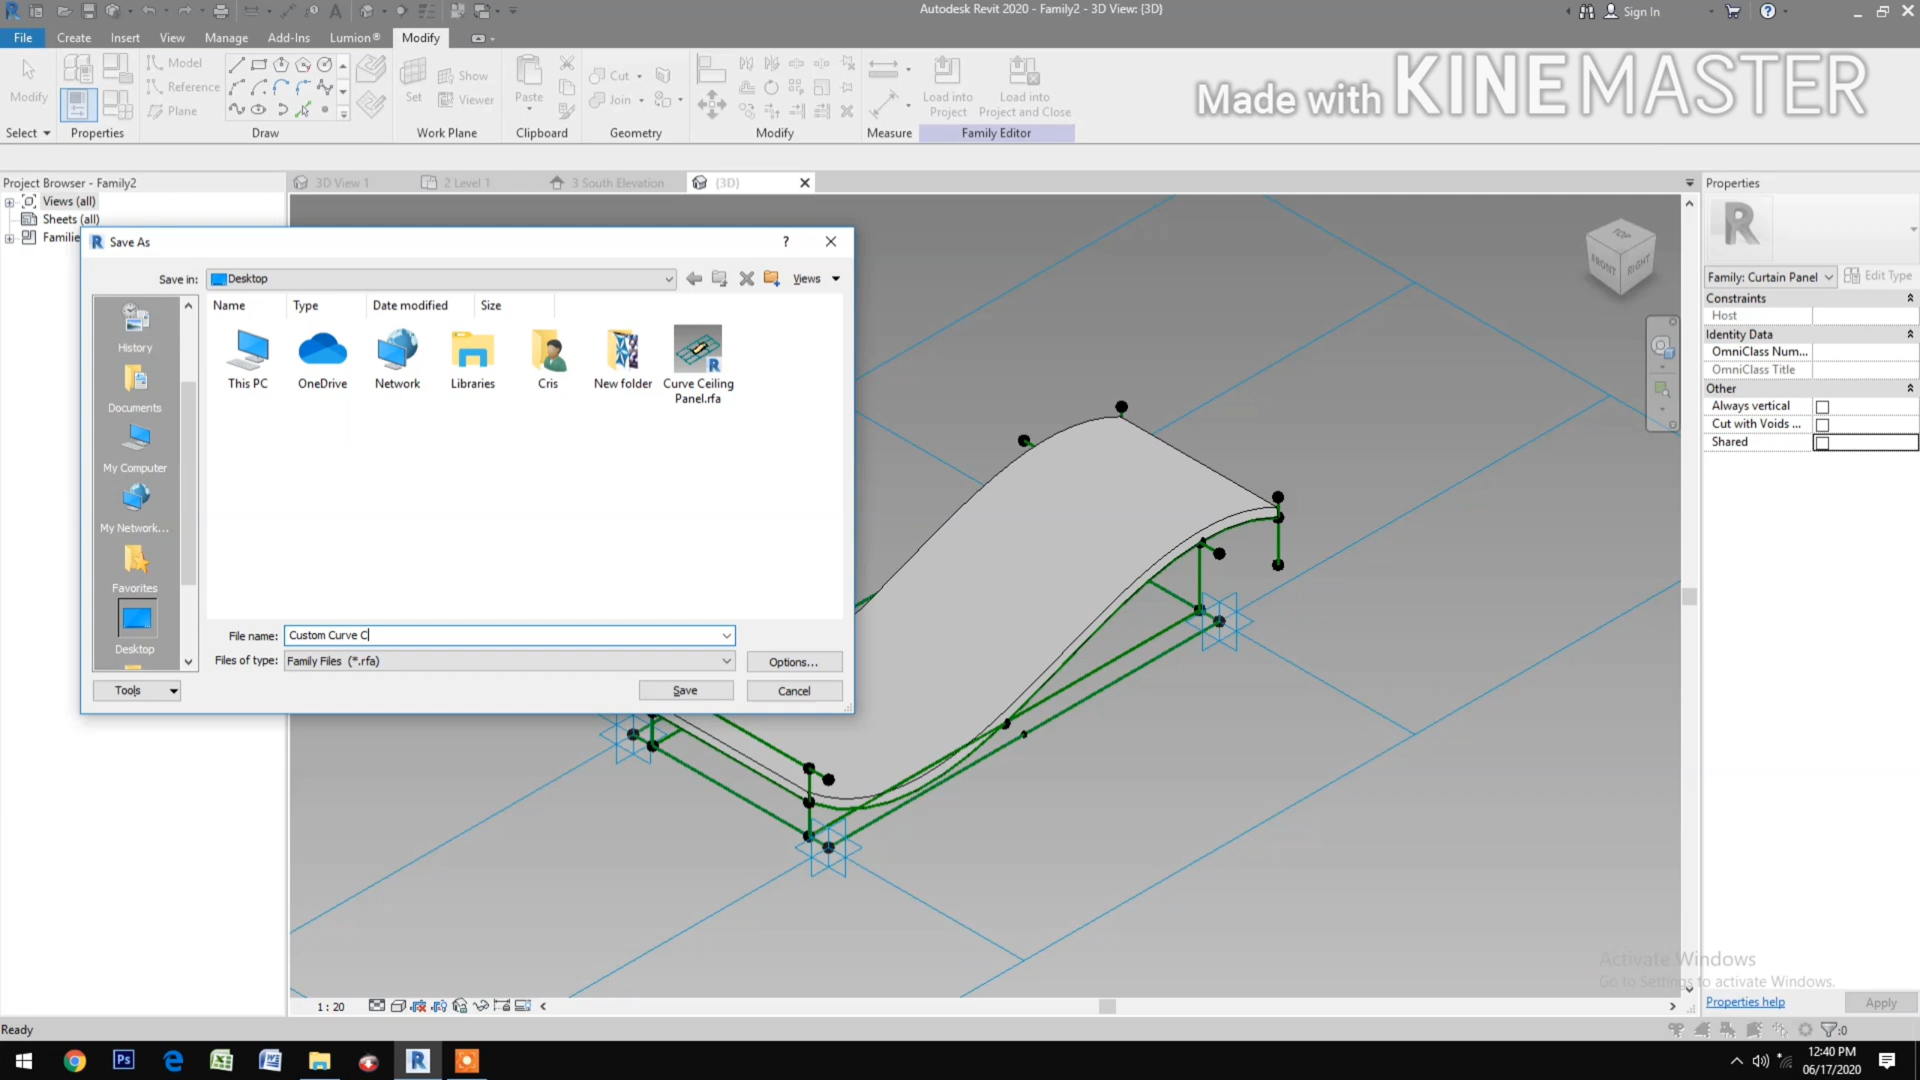 Autodesk Revit 2020 - Family2 - 3D View: {3D}
Sign In
File Create Insert View Manage Add-Ins Lumion® Modify
Modify
Model
Reference
Plane
Set
Show
Viewer
Paste
Cut
Join
Load into
Project
Load into
Project and Close
Select Properties Draw Work Plane Clipboard Geometry Modify Measure Family Editor
Made with KINEMASTER
Project Browser - Family2
3D View 1
2 Level 1
3 South Elevation
{3D}
Properties
Views (all)
Sheets (all)
Familie
Save As
Save in:
Desktop
Views
Name Type Date modified Size
History
Documents
My Computer
My Network...
Favorites
Desktop
This PC
OneDrive
Network
Libraries
Cris
New folder
Curve Ceiling
Panel.rfa
File name:
Custom Curve C
Files of type:
Family Files (*.rfa)
Options...
Tools
Save
Cancel
TOP
FRONT
RIGHT
Family: Curtain Panel
Edit Type
Constraints
Host
Identity Data
OmniClass Num...
OmniClass Title
Other
Always vertical
Cut with Voids ...
Shared
Activate Windows
Go to Settings to activate Windows.
Properties help
Apply
1 : 20
Ready
:0
12:40 PM
06/17/2020